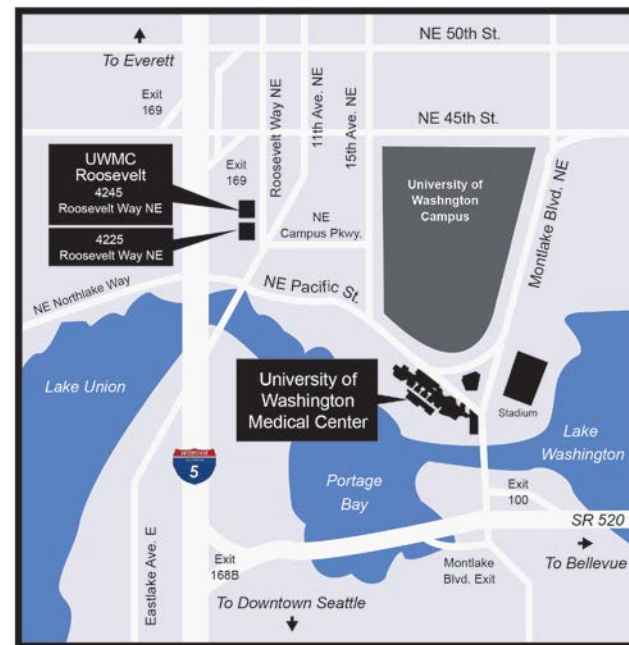 NE 50th St.
To Everett
Exit
169
Roosevelt Way NE
11th Ave. NE
15th Ave. NE
NE 45th St.
UWMC
Roosevelt
4245
Roosevelt Way NE
4225
Roosevelt Way NE
Exit
169
University of
Washngton
Campus
Montlake Blvd. NE
NE
Campus Pkwy.
NE Northlake Way
NE Pacific St.
Lake Union
University of
Washington
Medical Center
Stadium
Lake
Washington
5
Portage
Bay
Exit
100
SR 520
Eastlake Ave. E
Exit
168B
Montlake
Blvd. Exit
To Bellevue
To Downtown Seattle